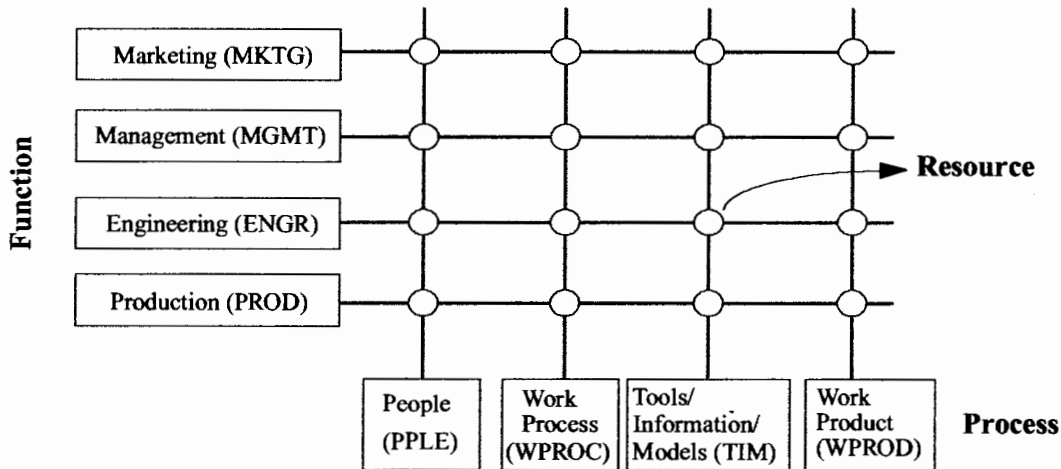 Function
Marketing (MKTG)
Management (MGMT)
Engineering (ENGR)
Production (PROD)
Resource
People
(PPLE)
Work
Process
(WPROC)
Tools/
Information/
Models (TIM)
Work
Product
(WPROD)
Process